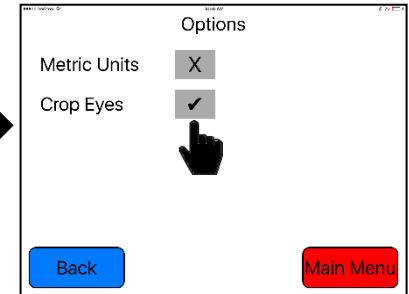 Options
Metric Units X
Crop Eyes ✔
Back
Main Menu